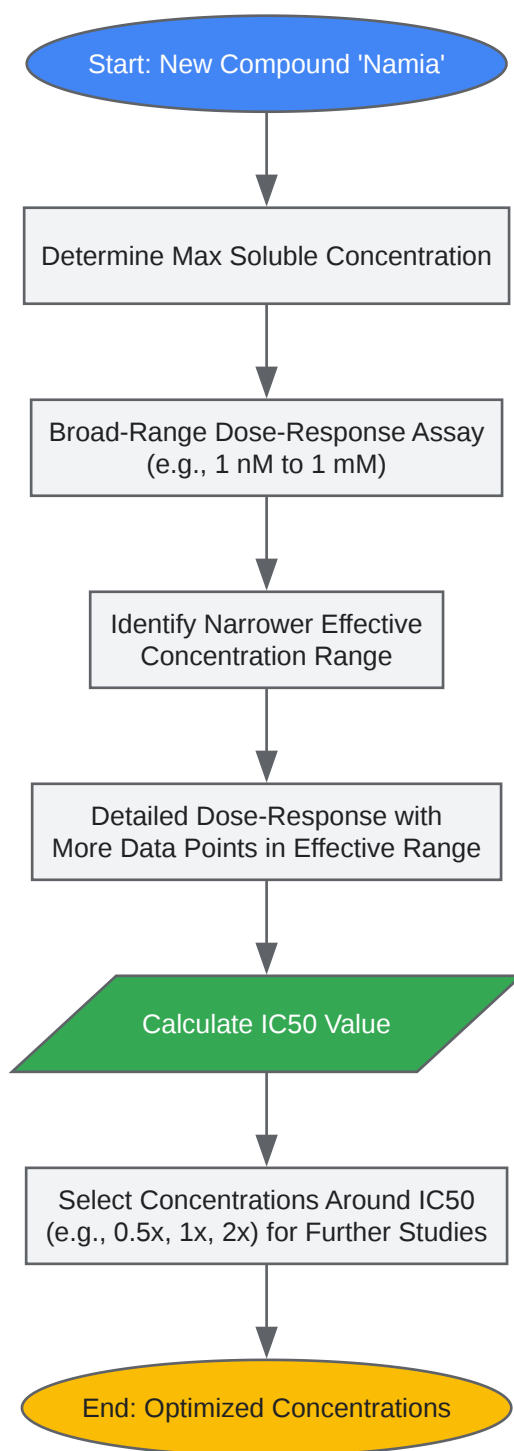 Start: New Compound 'Namia'
Determine Max Soluble Concentration
Broad-Range Dose-Response Assay
(e.g., 1 nM to 1 mM)
Identify Narrower Effective
Concentration Range
Detailed Dose-Response with
More Data Points in Effective Range
Calculate IC50 Value
Select Concentrations Around IC50
(e.g., 0.5x, 1x, 2x) for Further Studies
End: Optimized Concentrations